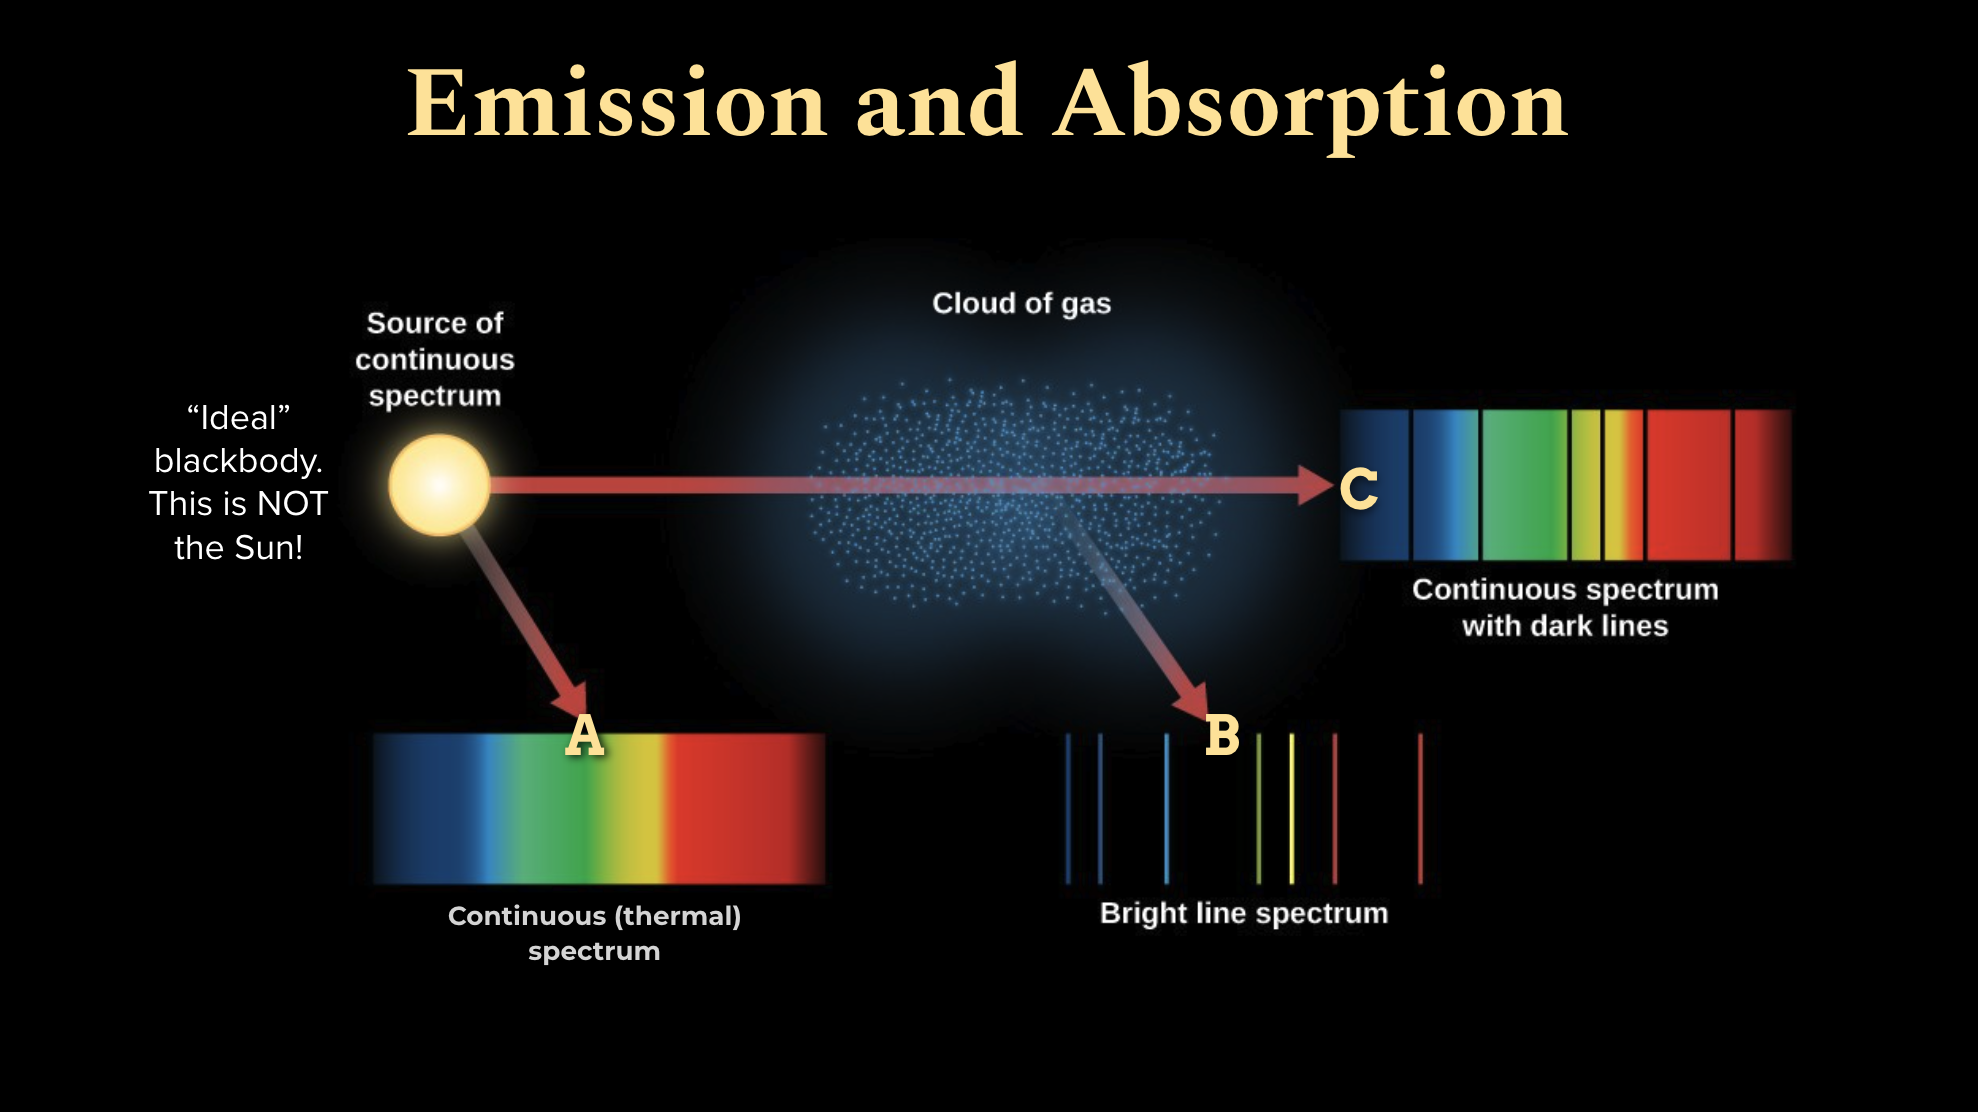 Emission and Absorption
Source of
continuous
spectrum
“Ideal”
blackbody.
This is NOT
the Sun!
Cloud of gas
C
Continuous spectrum
with dark lines
A
Continuous (thermal)
spectrum
B
Bright line spectrum